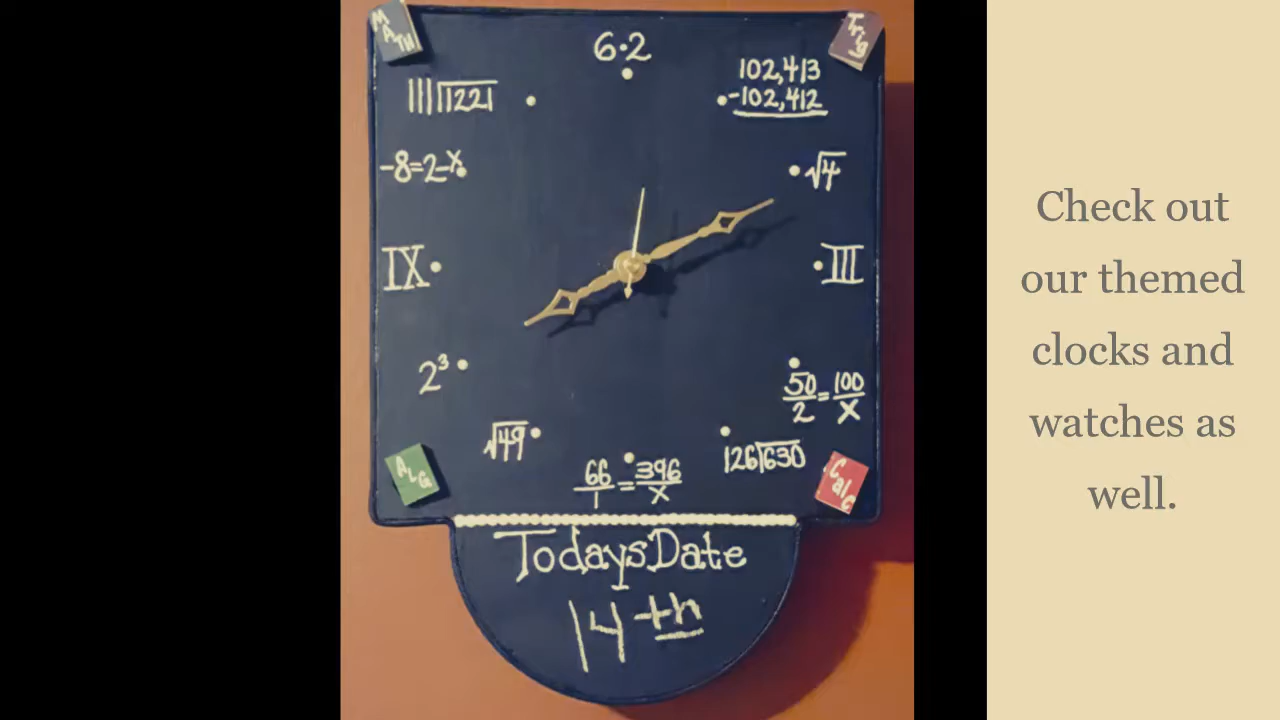 MATH
6·2
Trig
102,413
-102,412
111√1221
-8=2-x
√4
IX
III
2³
50/2=100/x
√49
66/1=396/x
126√630
ALG
Calc
TodaysDate
14th
Check out
our themed
clocks and
watches as
well.